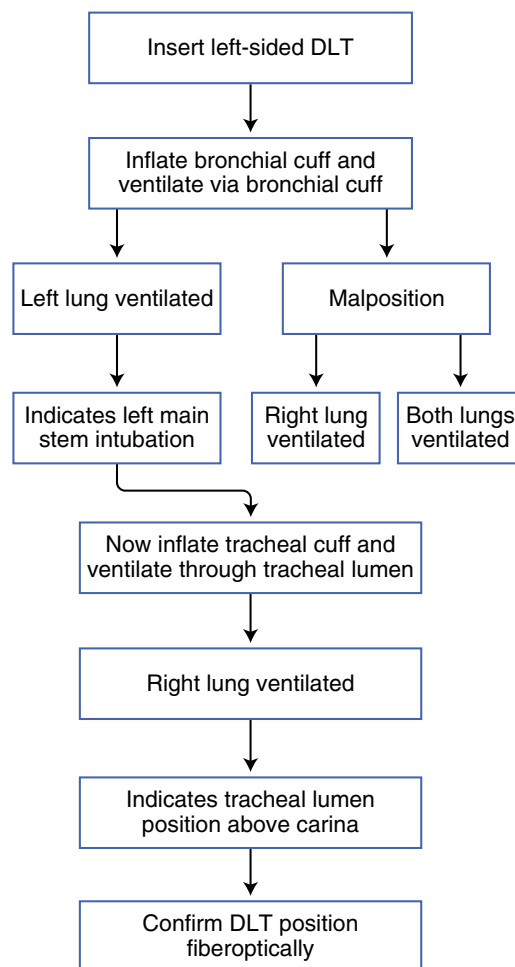 Insert left-sided DLT
Inflate bronchial cuff and
ventilate via bronchial cuff
Left lung ventilated
Malposition
Indicates left main
stem intubation
Right lung
ventilated
Both lungs
ventilated
Now inflate tracheal cuff and
ventilate through tracheal lumen
Right lung ventilated
Indicates tracheal lumen
position above carina
Confirm DLT position
fiberoptically